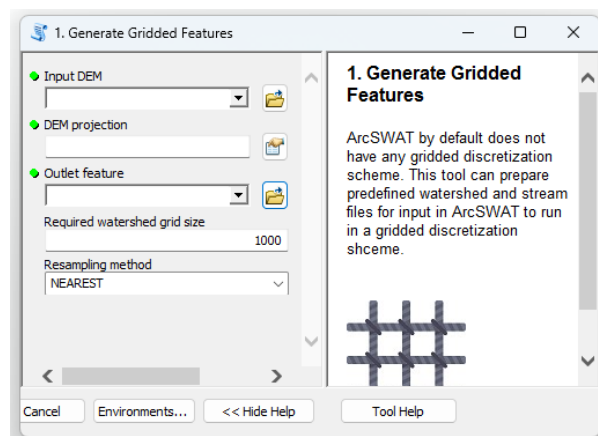 1. Generate Gridded Features
Input DEM
DEM projection
Outlet feature
Required watershed grid size
1000
Resampling method
NEAREST
1. Generate Gridded
Features
ArcSWAT by default does not
have any gridded discretization
scheme. This tool can prepare
predefined watershed and stream
files for input in ArcSWAT to run
in a gridded discretization
shceme.
Cancel
Environments...
<< Hide Help
Tool Help